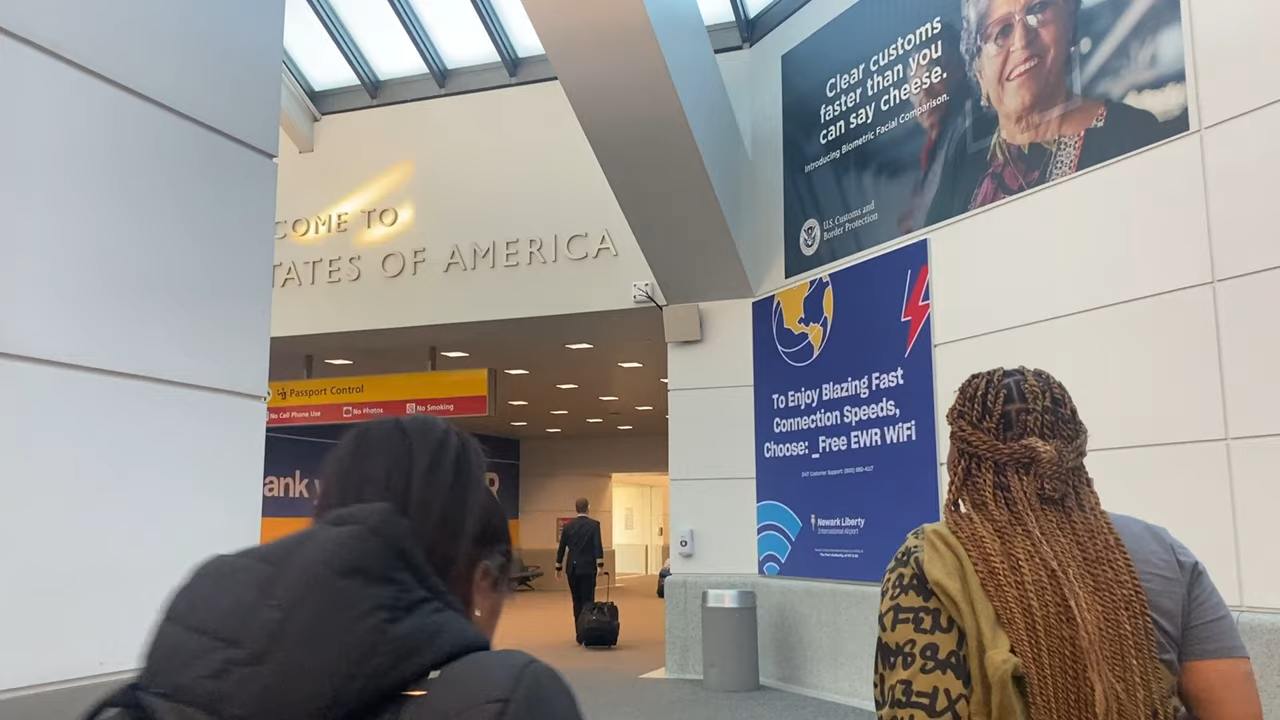 Clear customs
faster than you
can say cheese.
Introducing Biometric Facial Comparison.
U.S. Customs and
Border Protection
COME TO
TATES OF AMERICA
Passport Control
No Cell Phone Use
No Photos
No Smoking
ank
To Enjoy Blazing Fast
Connection Speeds,
Choose: _Free EWR WiFi
Newark Liberty
International Airport